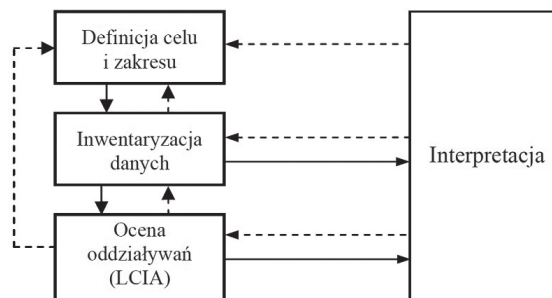 Definicja celu
i zakresu
Inwentaryzacja
danych
Interpretacja
Ocena
oddziaływań
(LCIA)